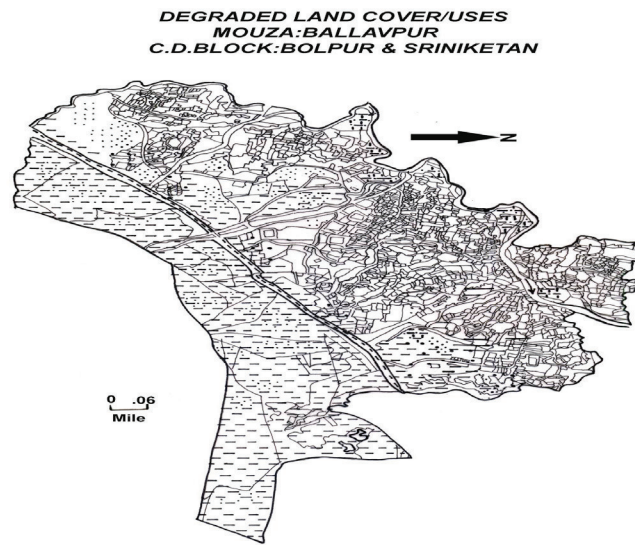 DEGRADED LAND COVER/USES
MOUZA:BALLAVPUR
C.D.BLOCK:BOLPUR & SRINIKETAN
N
0 .06
Mile